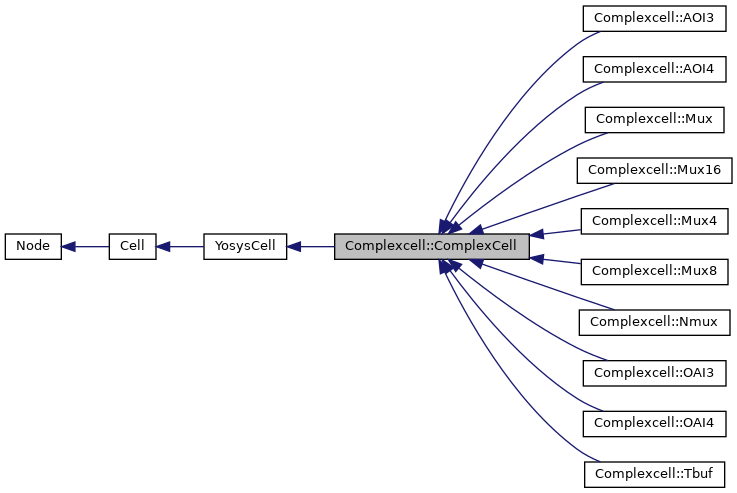 Node
Cell
YosysCell
Complexcell::ComplexCell
Complexcell::AOI3
Complexcell::AOI4
Complexcell::Mux
Complexcell::Mux16
Complexcell::Mux4
Complexcell::Mux8
Complexcell::Nmux
Complexcell::OAI3
Complexcell::OAI4
Complexcell::Tbuf